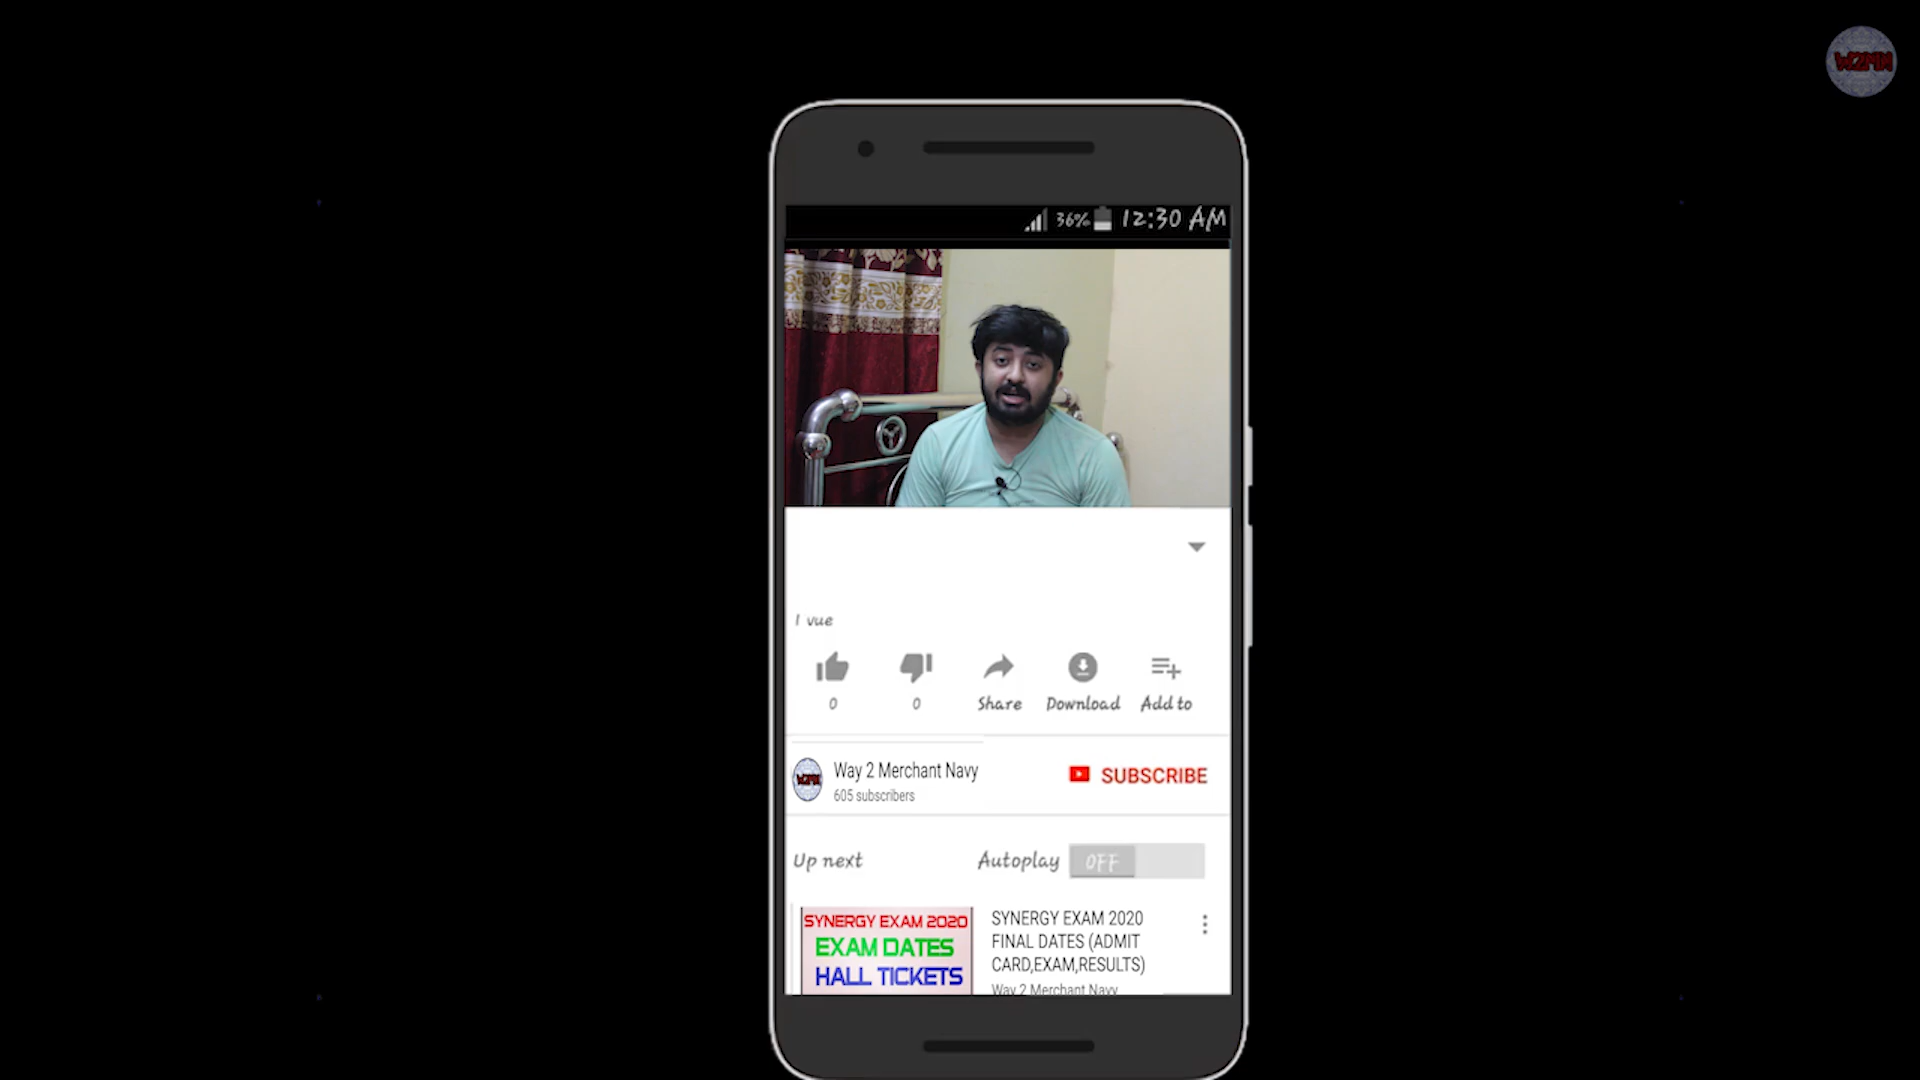 W2MN
36% 12:30 AM
1 vue
0 0 Share Download Add to
Way 2 Merchant Navy
605 subscribers
SUBSCRIBE
Up next Autoplay OFF
SYNERGY EXAM 2020
EXAM DATES
HALL TICKETS
SYNERGY EXAM 2020
FINAL DATES (ADMIT
CARD,EXAM,RESULTS)
Way 2 Merchant Navy